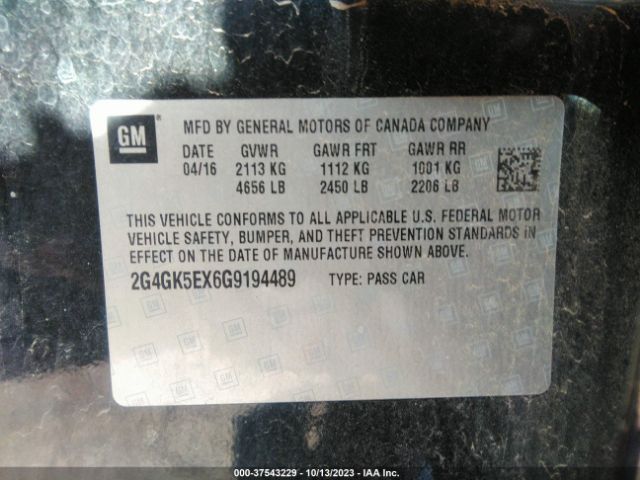 GM ®
MFD BY GENERAL MOTORS OF CANADA COMPANY
DATE GVWR GAWR FRT GAWR RR
04/16 2113 KG 1112 KG 1001 KG
4656 LB 2450 LB 2206 LB
THIS VEHICLE CONFORMS TO ALL APPLICABLE U.S. FEDERAL MOTOR
VEHICLE SAFETY, BUMPER, AND THEFT PREVENTION STANDARDS IN
EFFECT ON THE DATE OF MANUFACTURE SHOWN ABOVE.
2G4GK5EX6G9194489 TYPE: PASS CAR
000-37543229 - 10/13/2023 - IAA Inc.